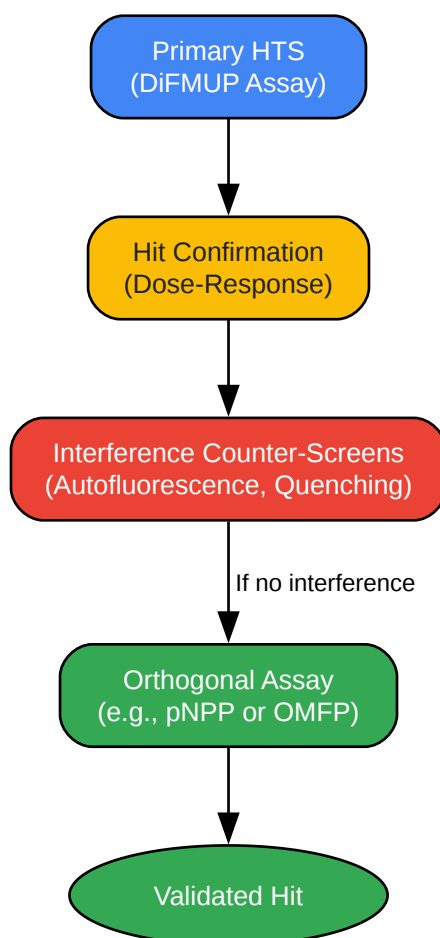 Primary HTS
(DiFMUP Assay)
Hit Confirmation
(Dose-Response)
Interference Counter-Screens
(Autofluorescence, Quenching)
If no interference
Orthogonal Assay
(e.g., pNPP or OMFP)
Validated Hit